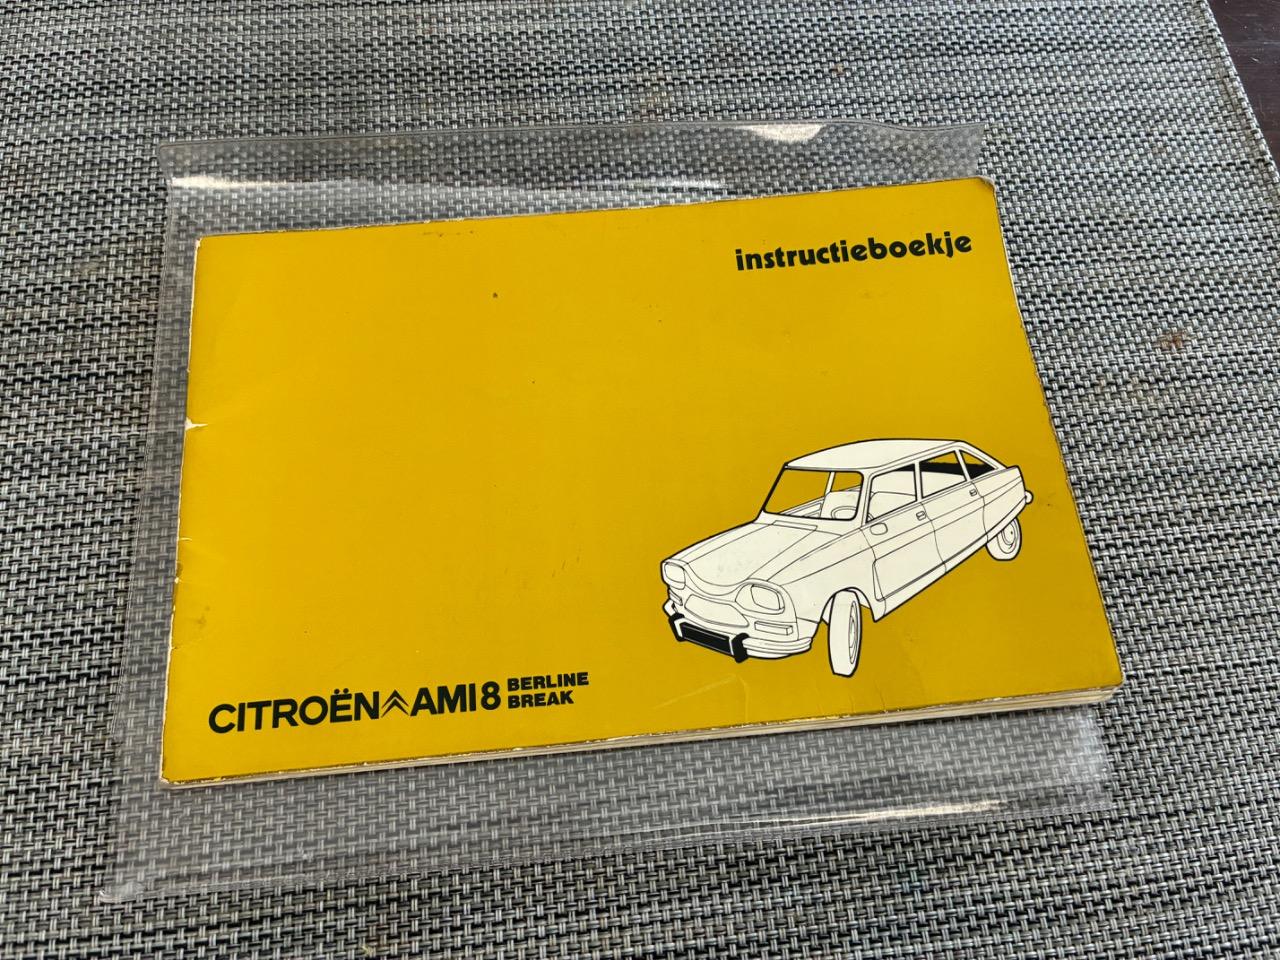 instructieboekje
CITROËN AMI 8 BERLINE
BREAK